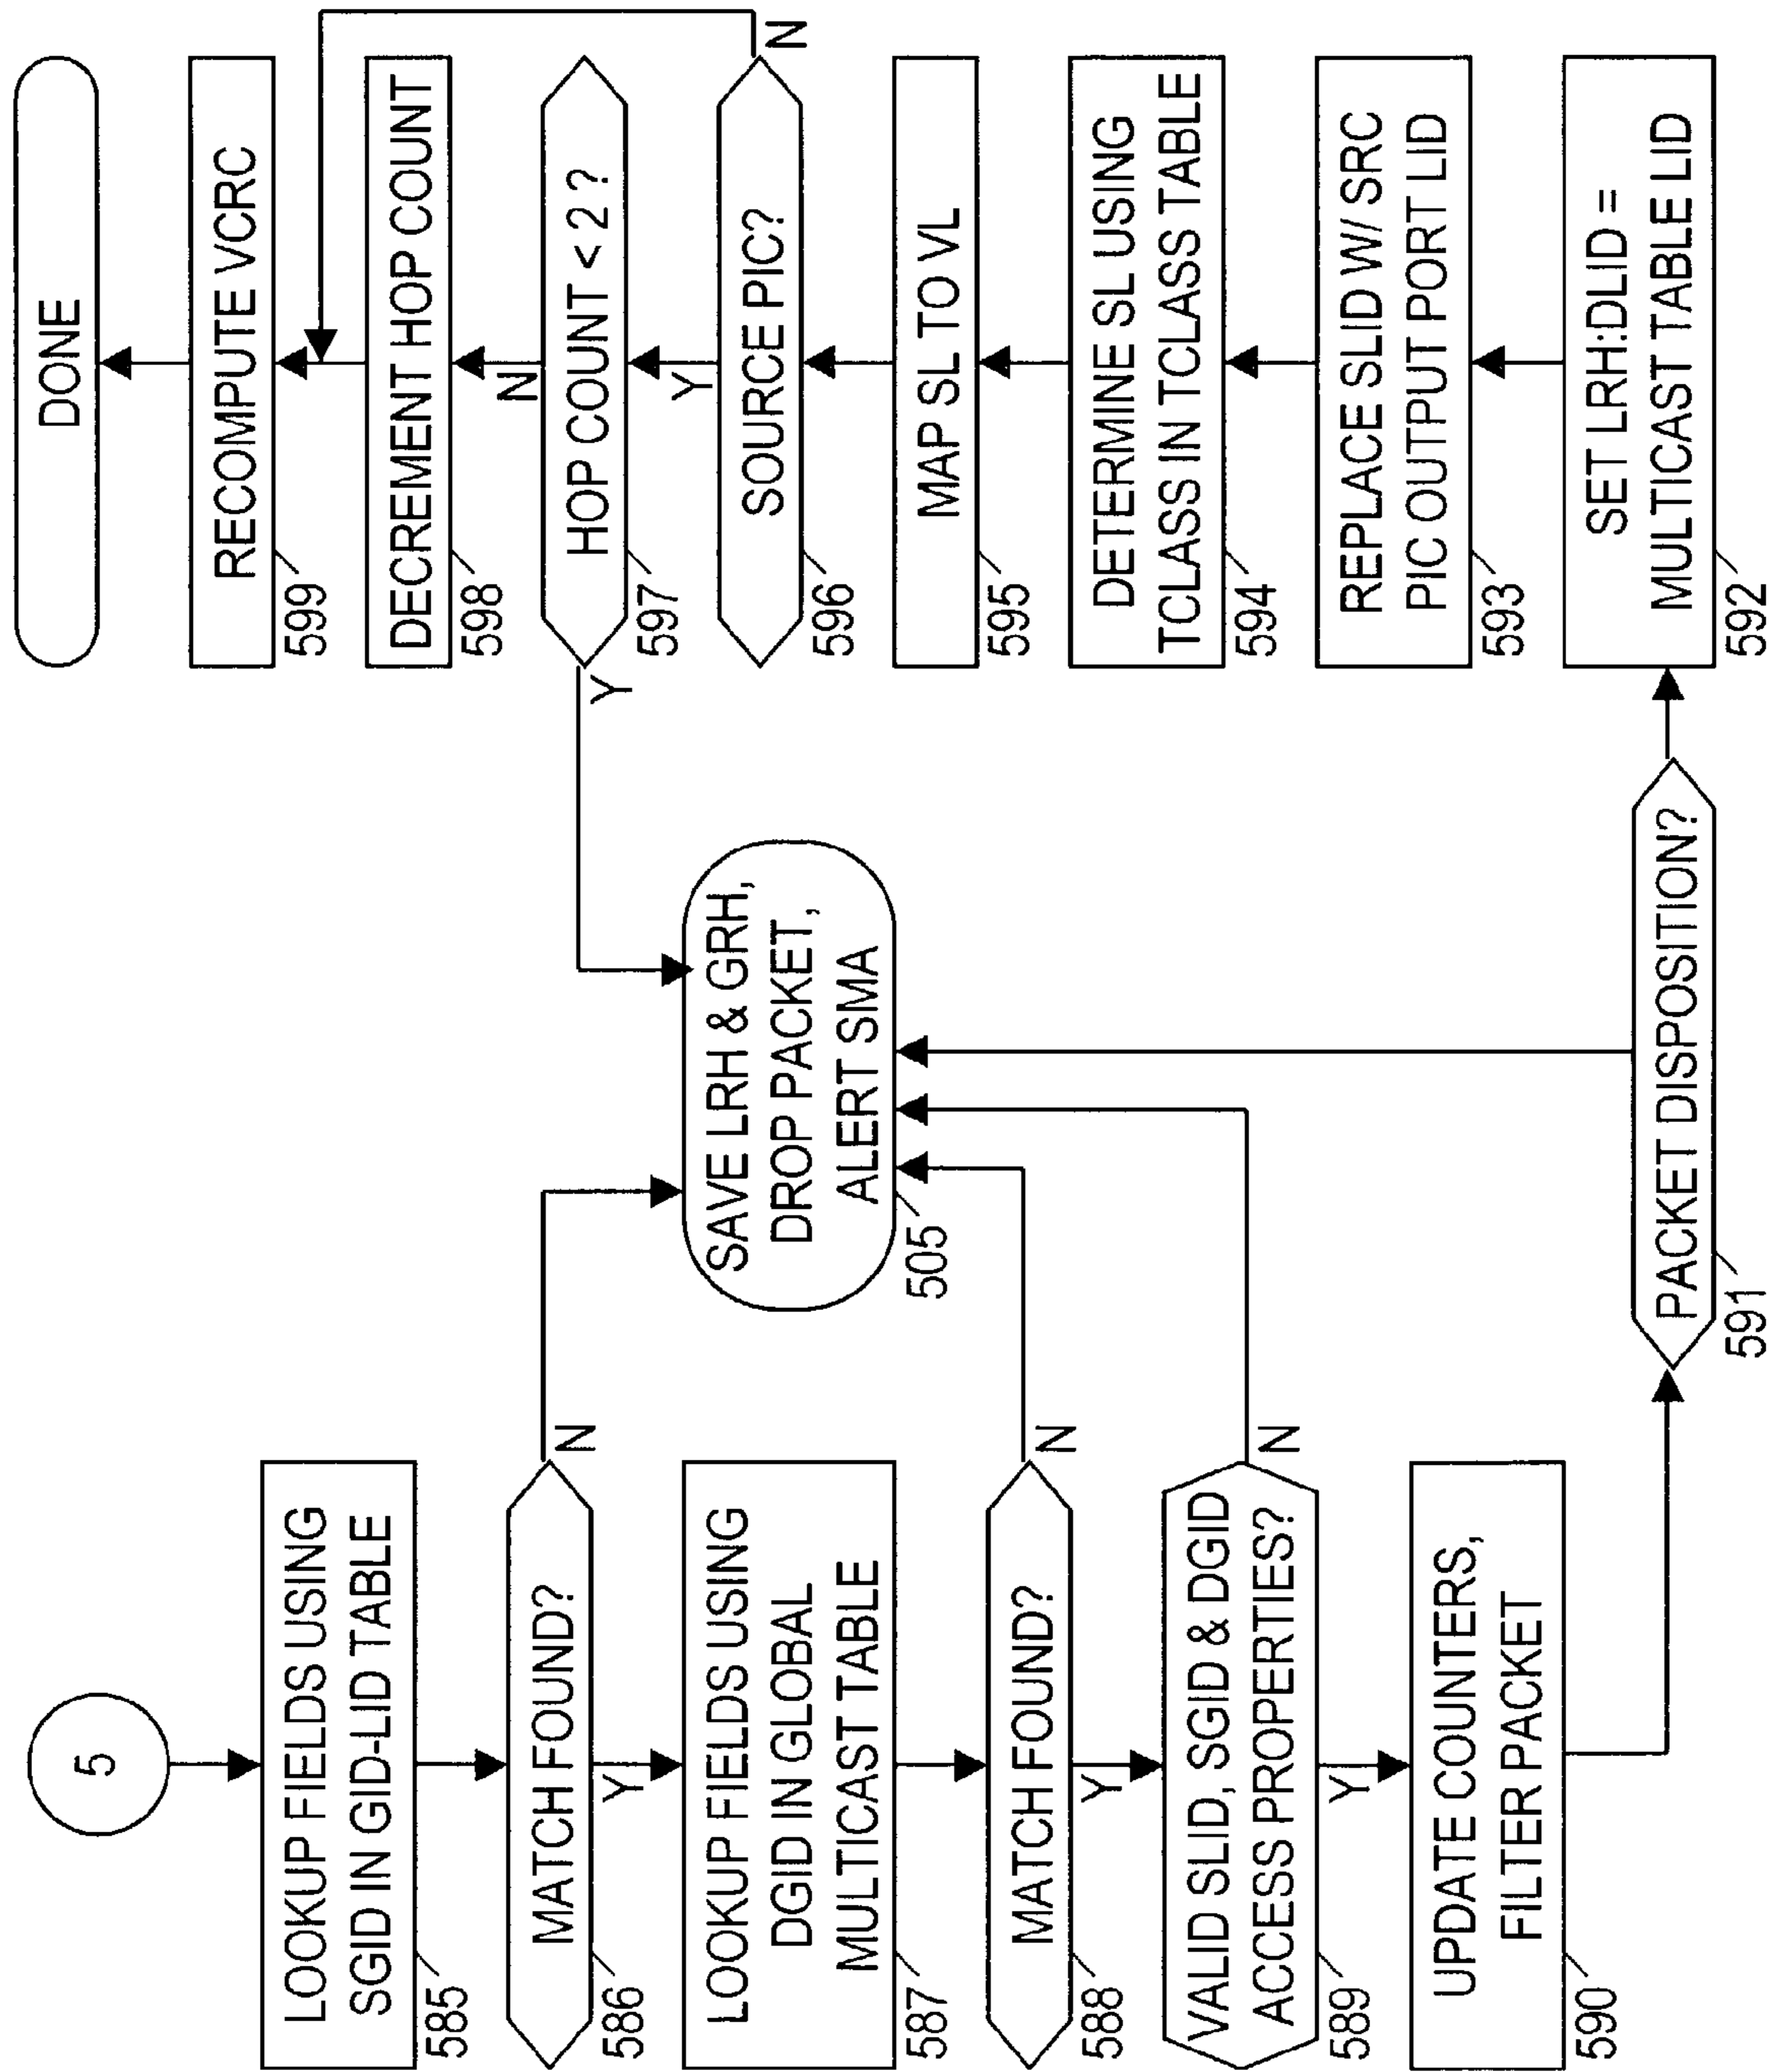 5
LOOKUP FIELDS USING
SGID IN GID-LID TABLE
585
MATCH FOUND?
586
N
Y
LOOKUP FIELDS USING
DGID IN GLOBAL
MULTICAST TABLE
587
MATCH FOUND?
588
N
Y
VALID SLID, SGID & DGID
ACCESS PROPERTIES?
589
N
Y
UPDATE COUNTERS,
FILTER PACKET
590
SAVE LRH & GRH,
DROP PACKET,
ALERT SMA
505
PACKET DISPOSITION?
591
SET LRH:DLID =
MULTICAST TABLE LID
592
REPLACE SLID W/ SRC
PIC OUTPUT PORT LID
593
DETERMINE SL USING
TCLASS IN TCLASS TABLE
594
MAP SL TO VL
595
SOURCE PIC?
596
N
Y
HOP COUNT < 2 ?
597
Y
N
DECREMENT HOP COUNT
598
RECOMPUTE VCRC
599
DONE